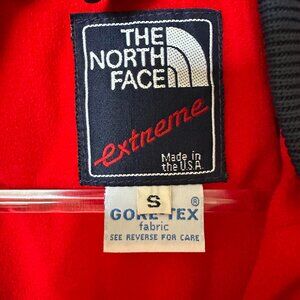 THE
NORTH
FACE
extreme
Made in
the U.S.A.
S
GORE-TEX®
fabric
SEE REVERSE FOR CARE